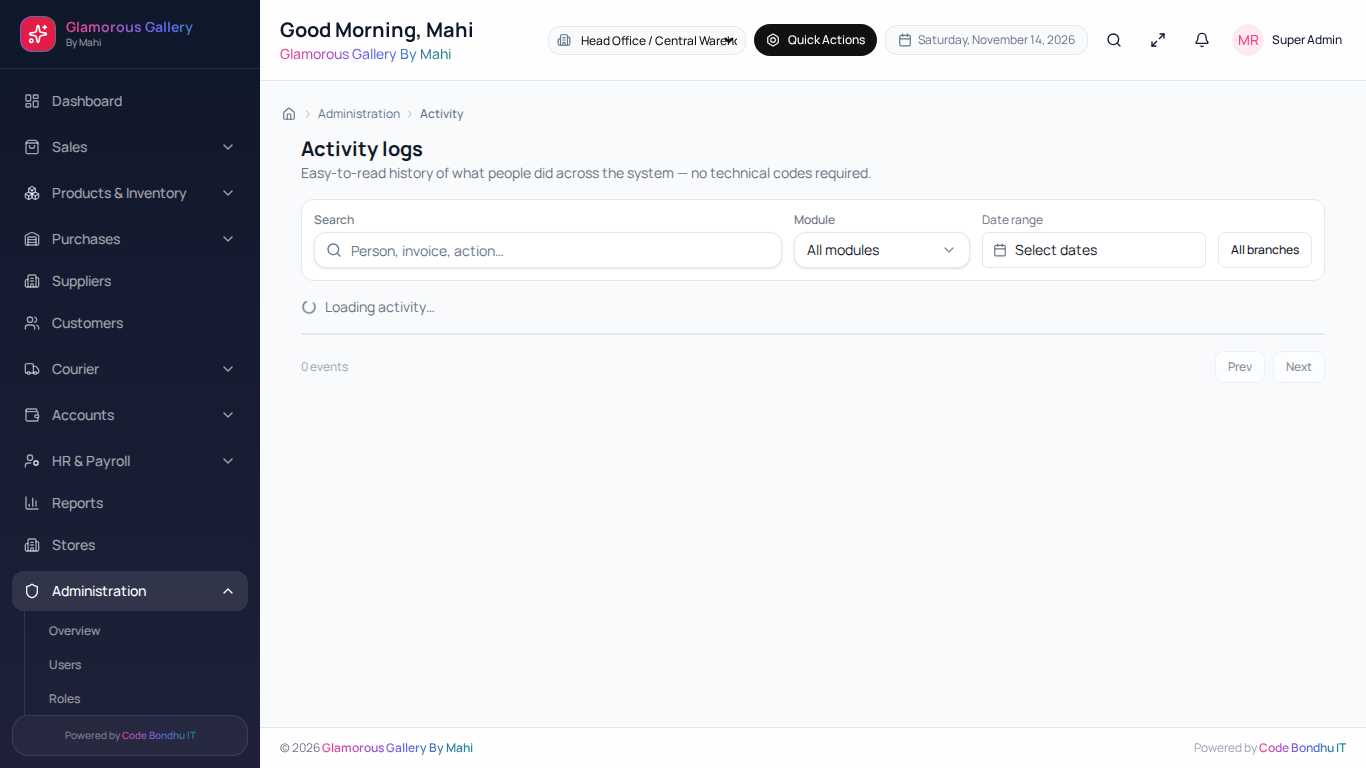 Glamorous Gallery
By Mahi
Dashboard
Sales
Products & Inventory
Purchases
Suppliers
Customers
Courier
Accounts
HR & Payroll
Reports
Stores
Administration
Overview
Users
Roles
Powered by Code Bondhu IT
Good Morning, Mahi
Glamorous Gallery By Mahi
Head Office / Central
Quick Actions
Saturday, November 14, 2026
MR
Super Admin
Administration
Activity
Activity logs
Easy-to-read history of what people did across the system — no technical codes required.
Search
Person, invoice, action…
Module
All modules
Date range
Select dates
All branches
Loading activity…
0 events
Prev
Next
© 2026 Glamorous Gallery By Mahi
Powered by Code Bondhu IT